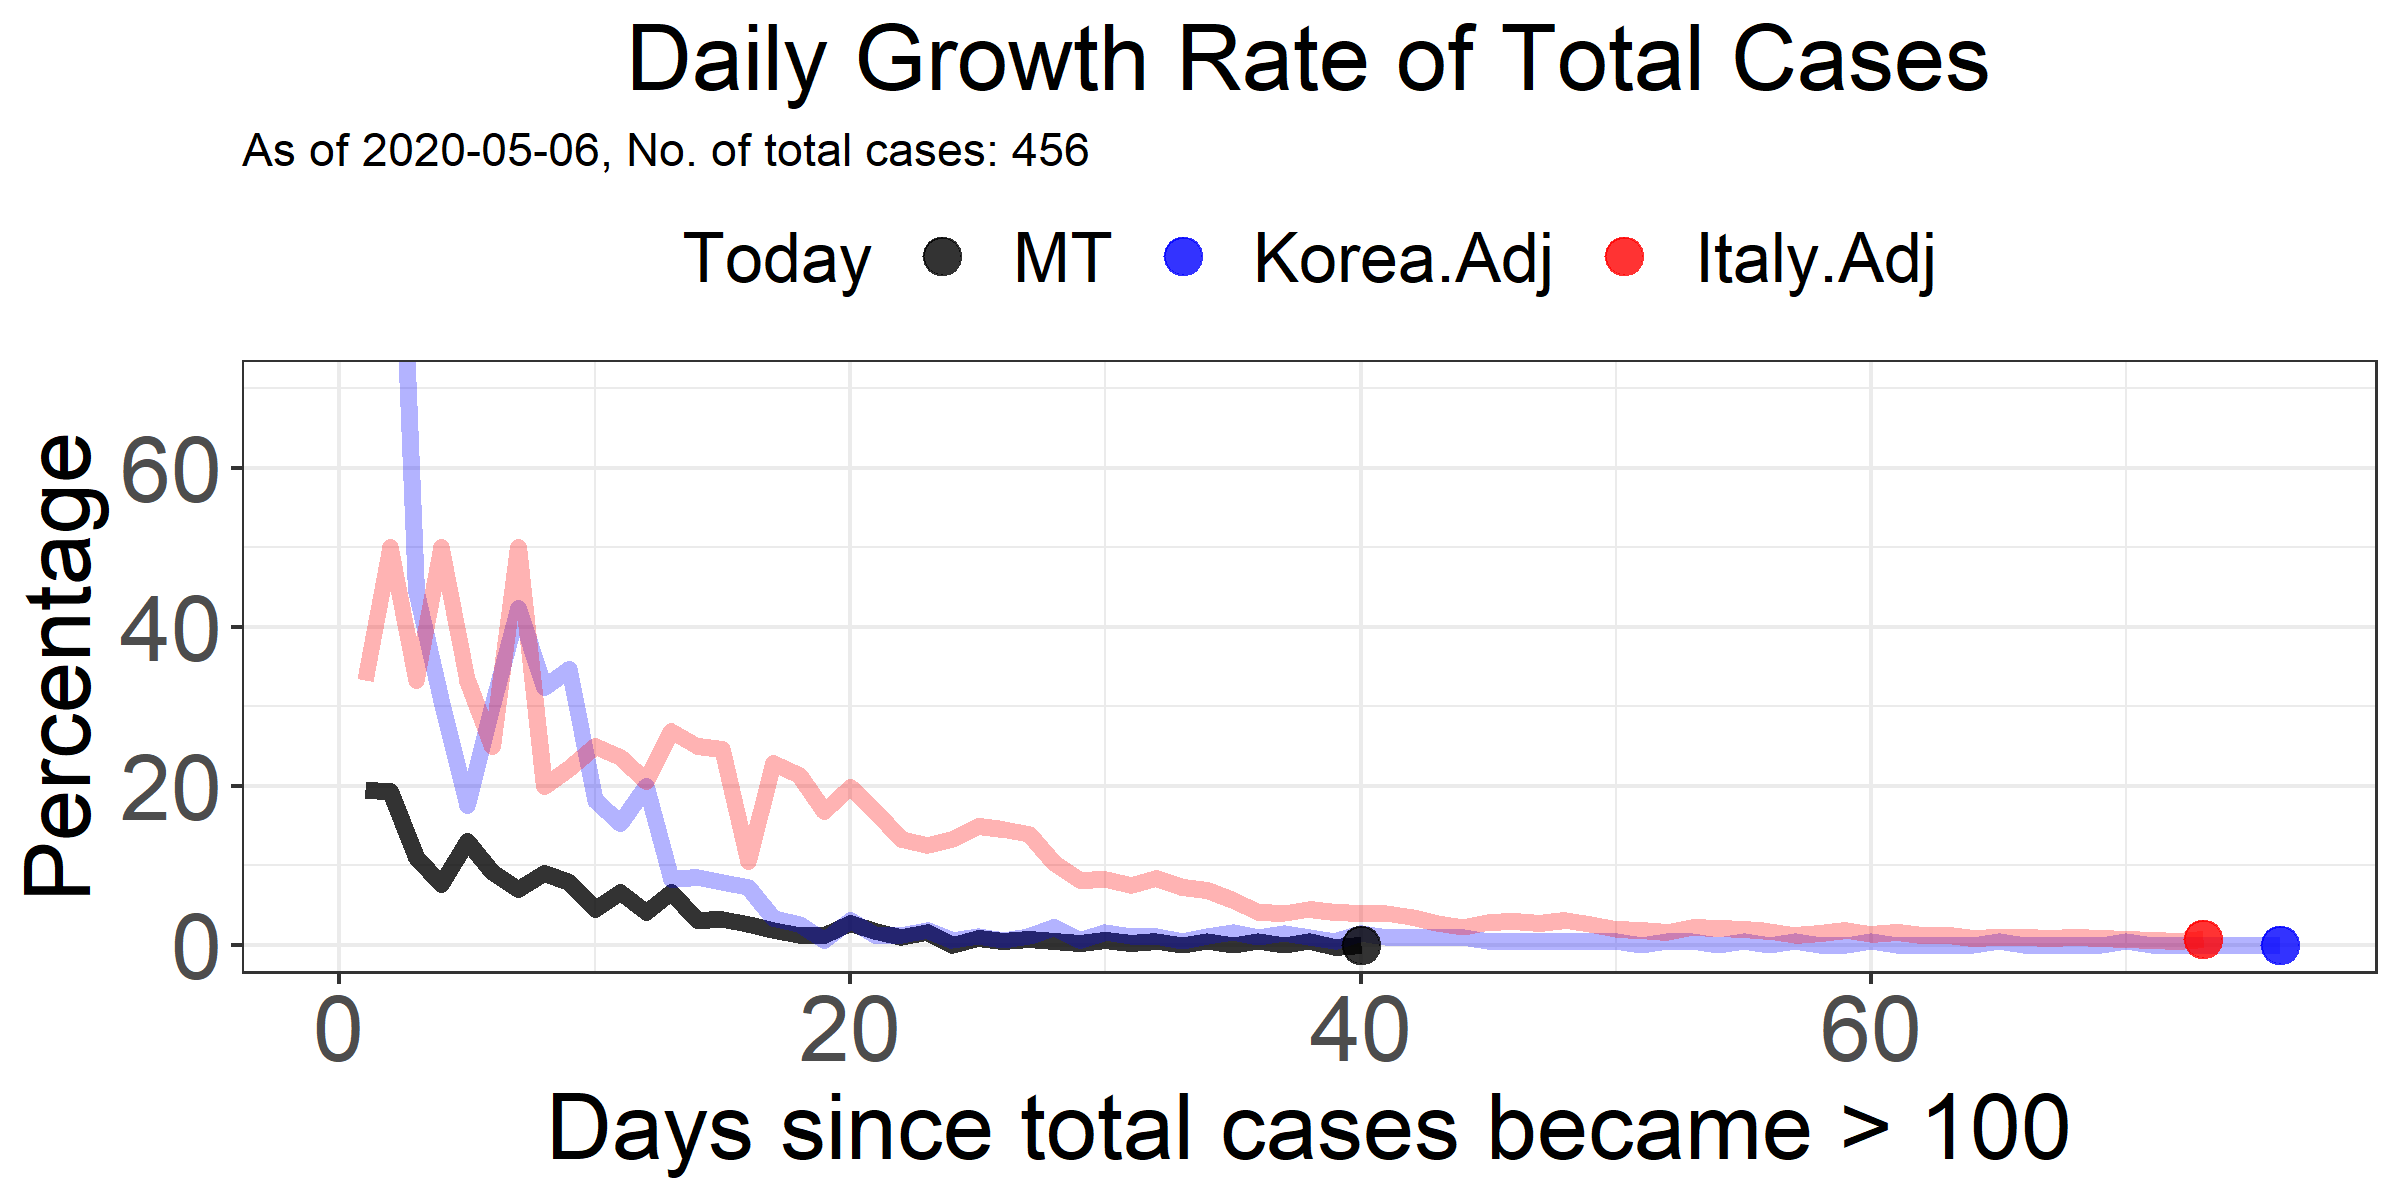 Daily Growth Rate of Total Cases
As of 2020-05-06, No. of total cases: 456
Today MT Korea.Adj Italy.Adj
Percentage
60
40
20
0
0 20 40 60
Days since total cases became > 100